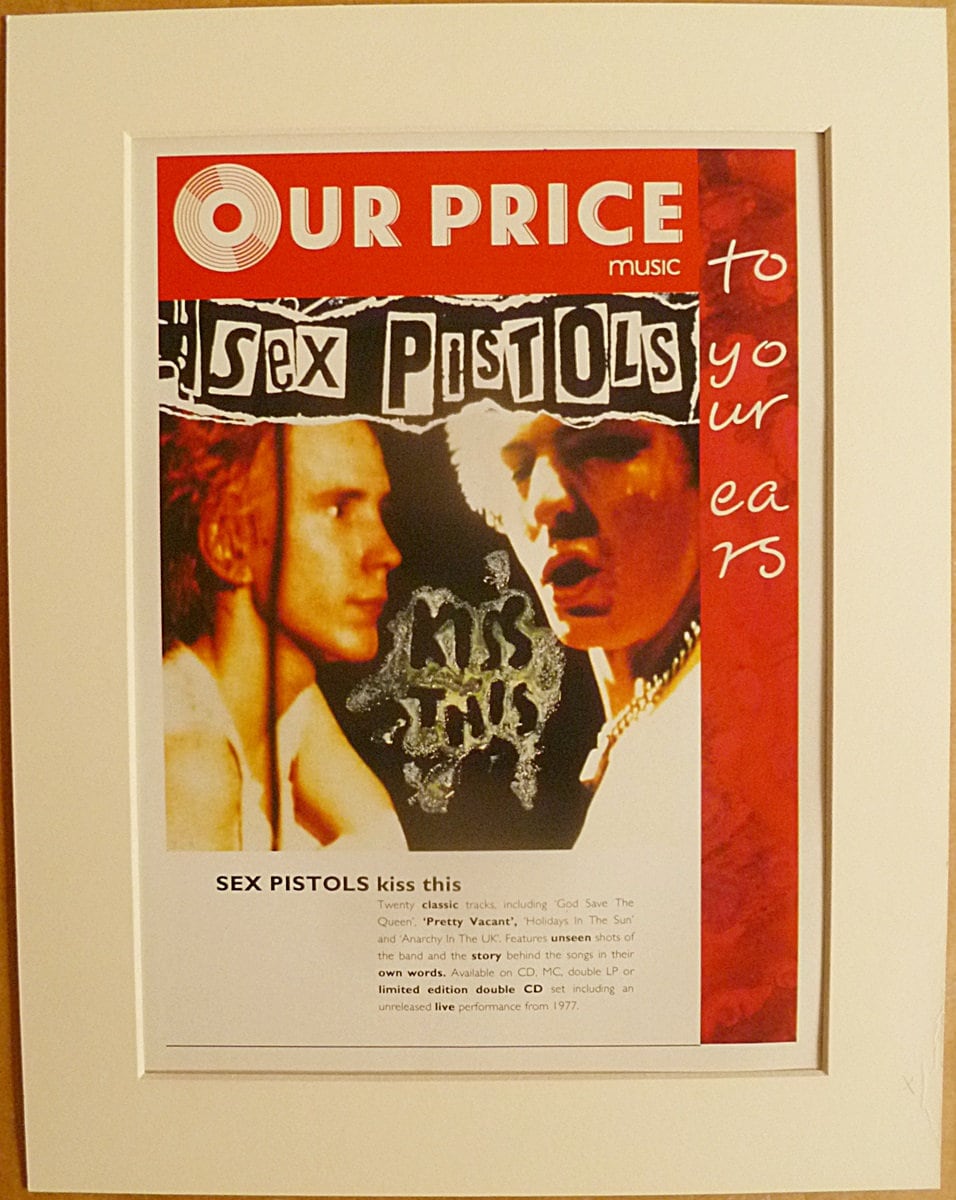 OUR PRICE
music
SEX PISTOLS
KISS
THIS
to
yo
ur
ea
rs
SEX PISTOLS kiss this
Twenty classic tracks, including 'God Save The
Queen', 'Pretty Vacant', 'Holidays In The Sun'
and 'Anarchy In The UK'. Features unseen shots of
the band and the story behind the songs in their
own words. Available on CD, MC, double LP or
limited edition double CD set including an
unreleased live performance from 1977.